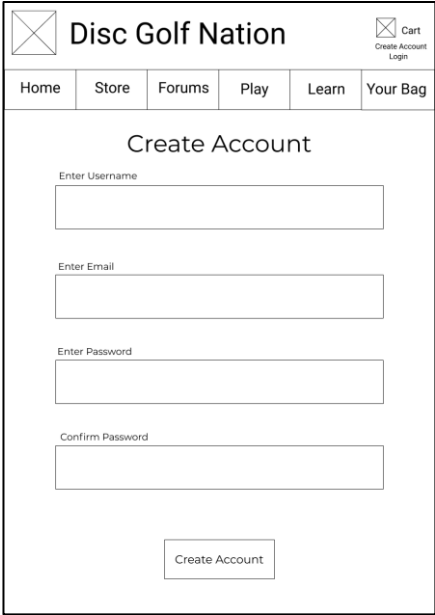 Disc Golf Nation
Cart
Create Account
Login
Home Store Forums Play Learn Your Bag
Create Account
Enter Username
Enter Email
Enter Password
Confirm Password
Create Account